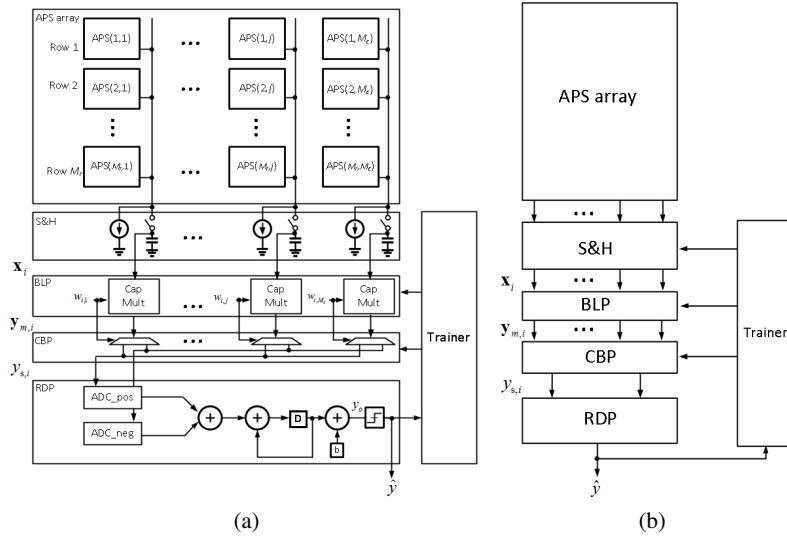 APS array
Row 1
APS(1,1)
...
APS(1,j)
APS(1,Mc)
Row 2
APS(2,1)
...
APS(2,j)
APS(2,Mc)
Row Mr
APS(Mr,1)
...
APS(Mr,j)
APS(Mr,Mc)
S&H
...
Trainer
xi
BLP
wi,1
Cap Mult
...
wi,j
Cap Mult
wi,Mc
Cap Mult
ym,i
CBP
...
ys,i
RDP
ADC_pos
ADC_neg
+
+
D
+
b
yo
ŷ
(a)
APS array
...
S&H
xi
...
BLP
ym,i
...
CBP
ys,i
RDP
Trainer
ŷ
(b)